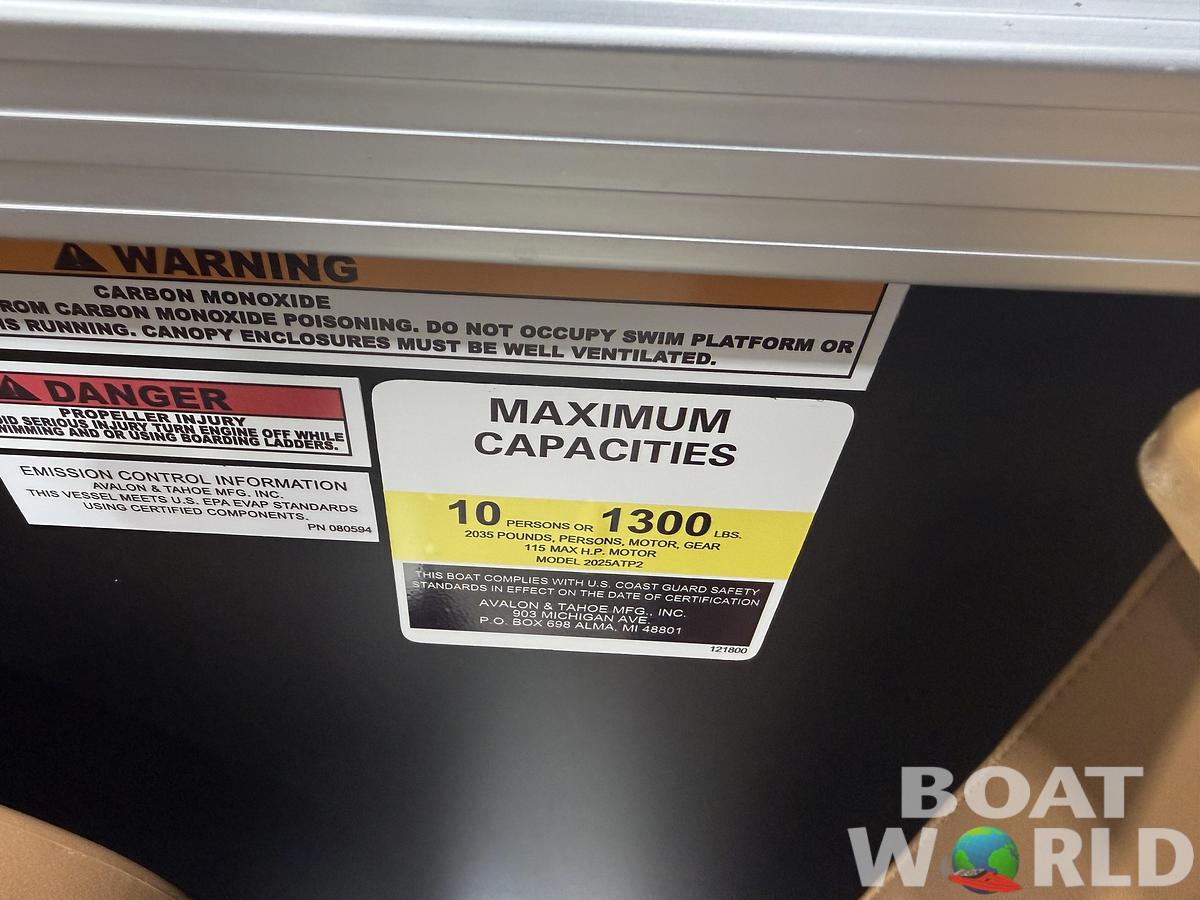 WARNING
CARBON MONOXIDE
FROM CARBON MONOXIDE POISONING. DO NOT OCCUPY SWIM PLATFORM OR
IS RUNNING. CANOPY ENCLOSURES MUST BE WELL VENTILATED.
DANGER
PROPELLER INJURY
SERIOUS INJURY TURN ENGINE OFF WHILE
AND OR USING BOARDING LADDERS.
EMISSION CONTROL INFORMATION
AVALON & TAHOE MFG. INC.
THIS VESSEL MEETS U.S. EPA EVAP STANDARDS
USING CERTIFIED COMPONENTS.
PN 080594
MAXIMUM
CAPACITIES
10 PERSONS OR 1300 LBS.
2035 POUNDS, PERSONS, MOTOR, GEAR
115 MAX H.P. MOTOR
MODEL 2025ATP2
THIS BOAT COMPLIES WITH U.S. COAST GUARD SAFETY
STANDARDS IN EFFECT ON THE DATE OF CERTIFICATION
AVALON & TAHOE MFG., INC.
903 MICHIGAN AVE.
P.O. BOX 698 ALMA, MI 48801
121800
BOAT
WORLD